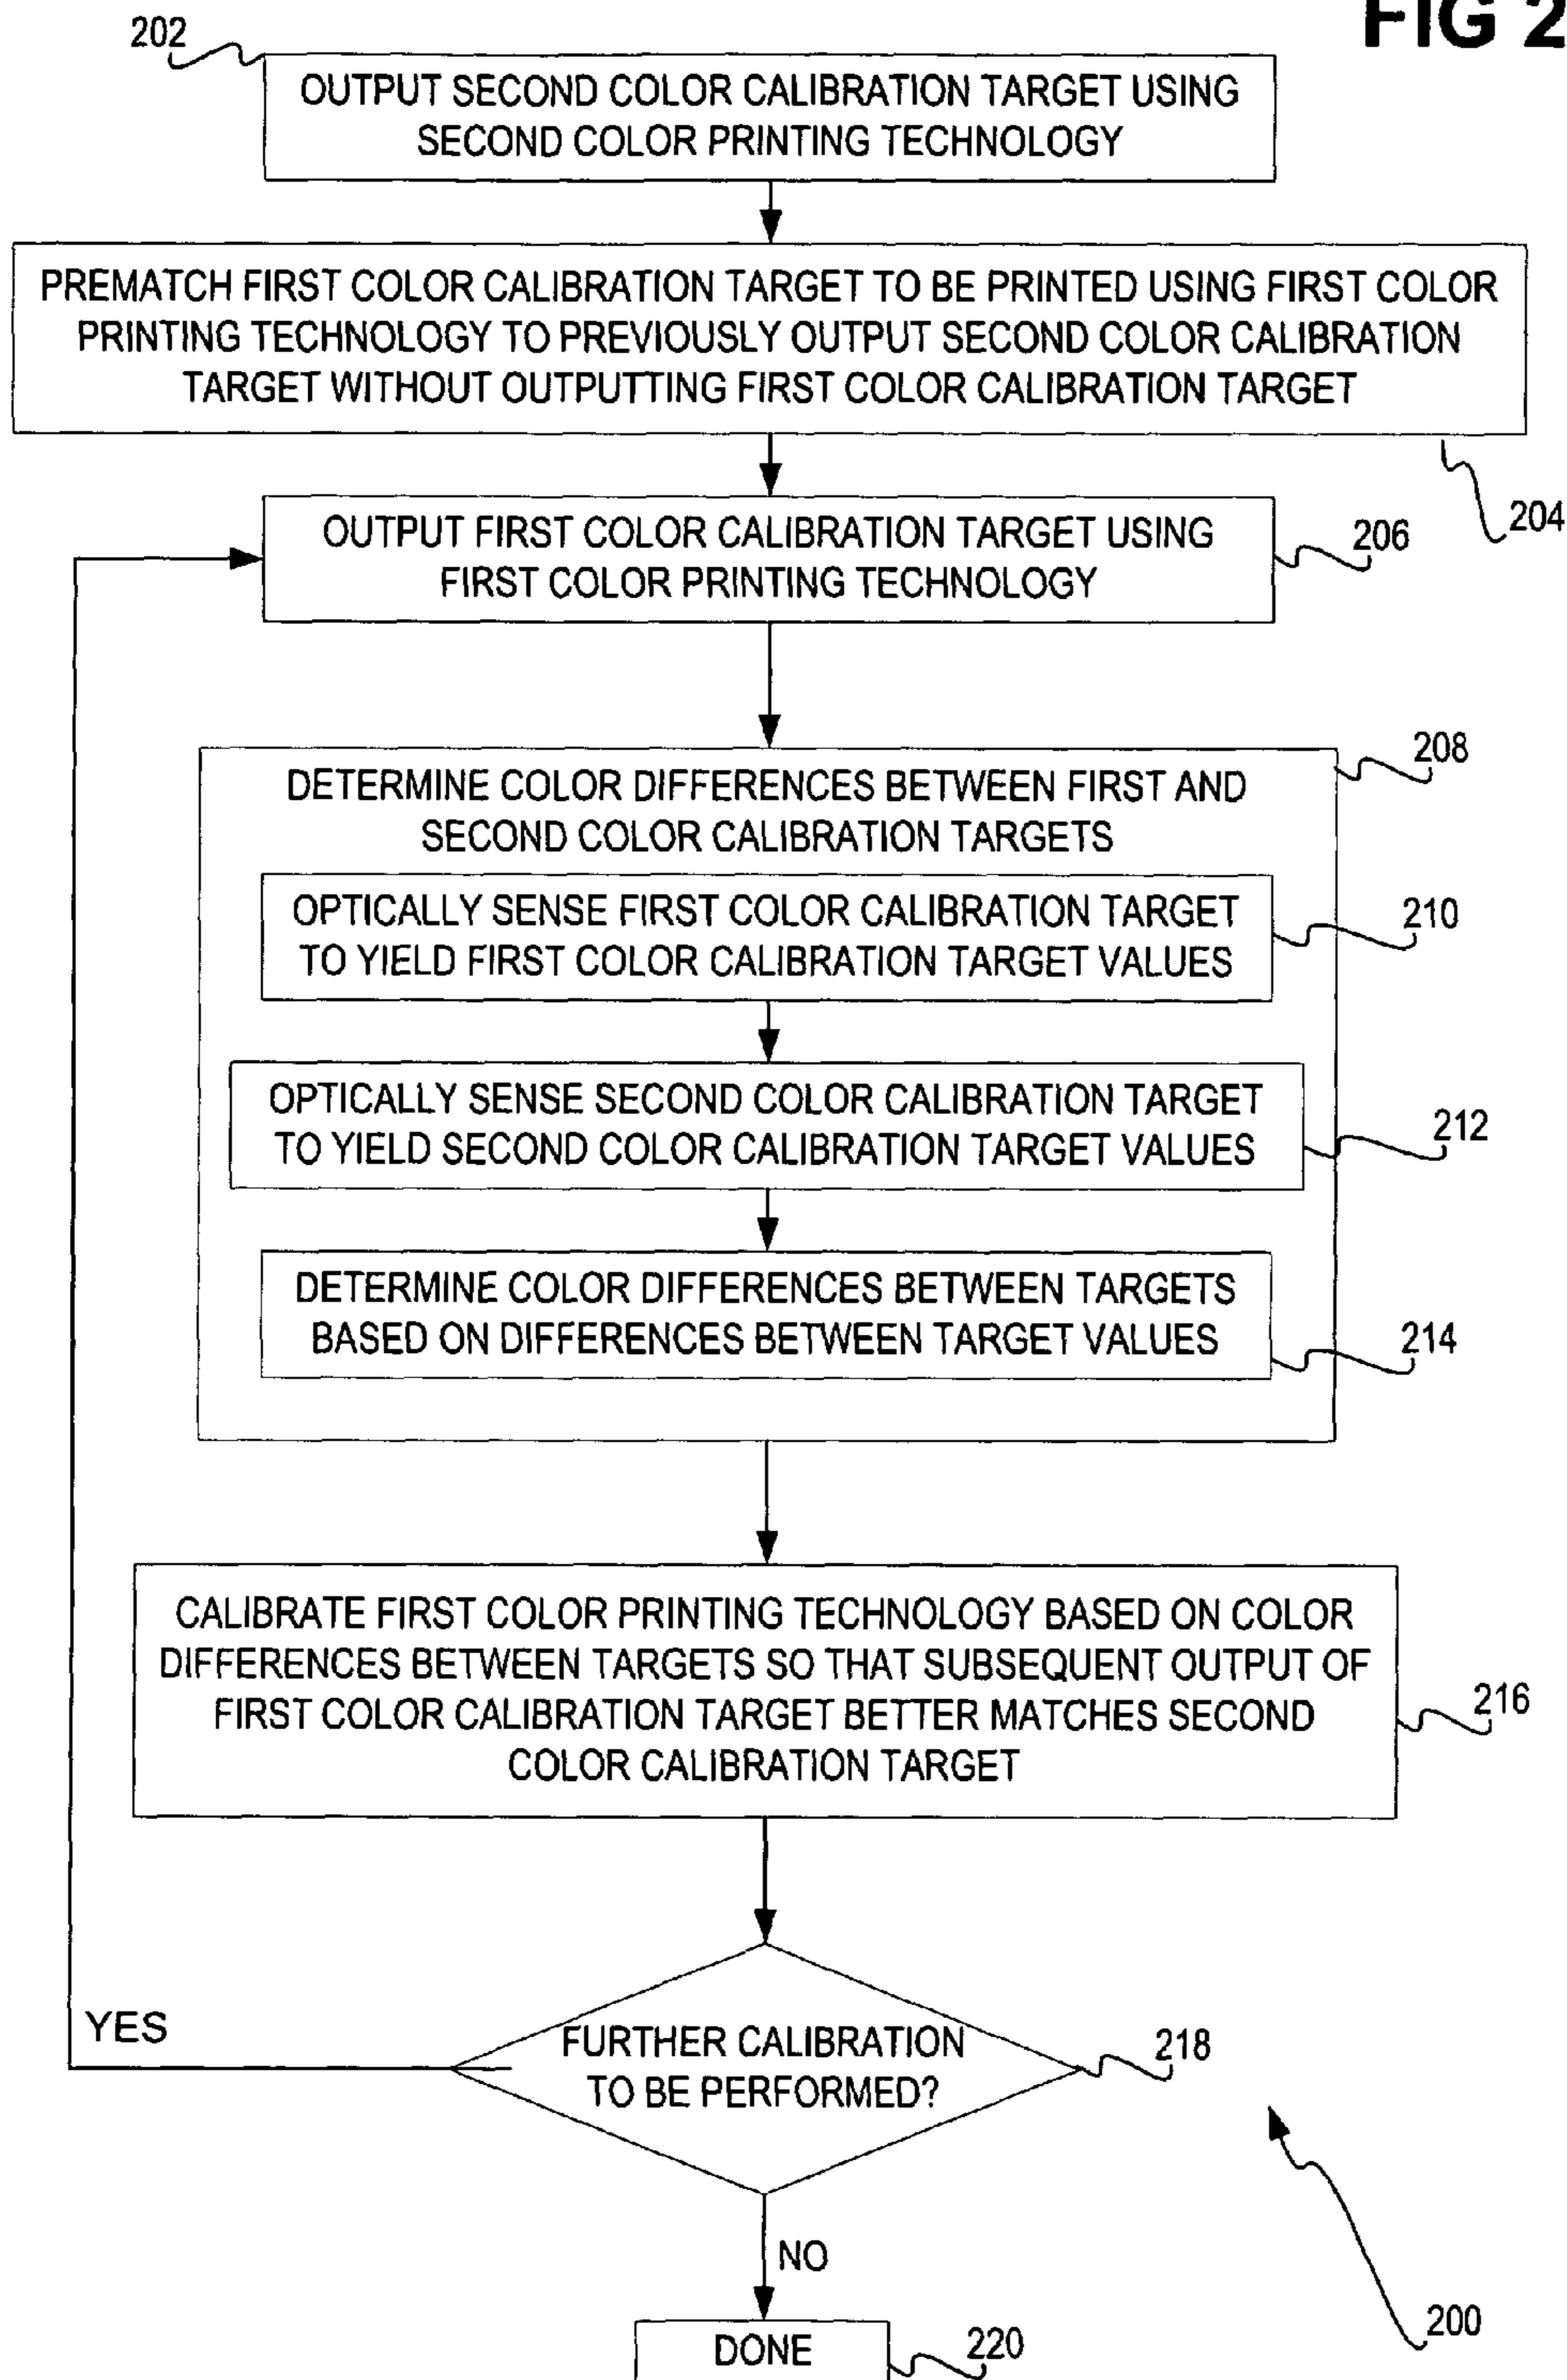 FIG 2
202
OUTPUT SECOND COLOR CALIBRATION TARGET USING
SECOND COLOR PRINTING TECHNOLOGY
PREMATCH FIRST COLOR CALIBRATION TARGET TO BE PRINTED USING FIRST COLOR
PRINTING TECHNOLOGY TO PREVIOUSLY OUTPUT SECOND COLOR CALIBRATION
TARGET WITHOUT OUTPUTTING FIRST COLOR CALIBRATION TARGET
204
OUTPUT FIRST COLOR CALIBRATION TARGET USING
FIRST COLOR PRINTING TECHNOLOGY
206
208
DETERMINE COLOR DIFFERENCES BETWEEN FIRST AND
SECOND COLOR CALIBRATION TARGETS
OPTICALLY SENSE FIRST COLOR CALIBRATION TARGET
TO YIELD FIRST COLOR CALIBRATION TARGET VALUES
210
OPTICALLY SENSE SECOND COLOR CALIBRATION TARGET
TO YIELD SECOND COLOR CALIBRATION TARGET VALUES
212
DETERMINE COLOR DIFFERENCES BETWEEN TARGETS
BASED ON DIFFERENCES BETWEEN TARGET VALUES
214
CALIBRATE FIRST COLOR PRINTING TECHNOLOGY BASED ON COLOR
DIFFERENCES BETWEEN TARGETS SO THAT SUBSEQUENT OUTPUT OF
FIRST COLOR CALIBRATION TARGET BETTER MATCHES SECOND
COLOR CALIBRATION TARGET
216
YES
FURTHER CALIBRATION
TO BE PERFORMED?
218
NO
200
DONE
220